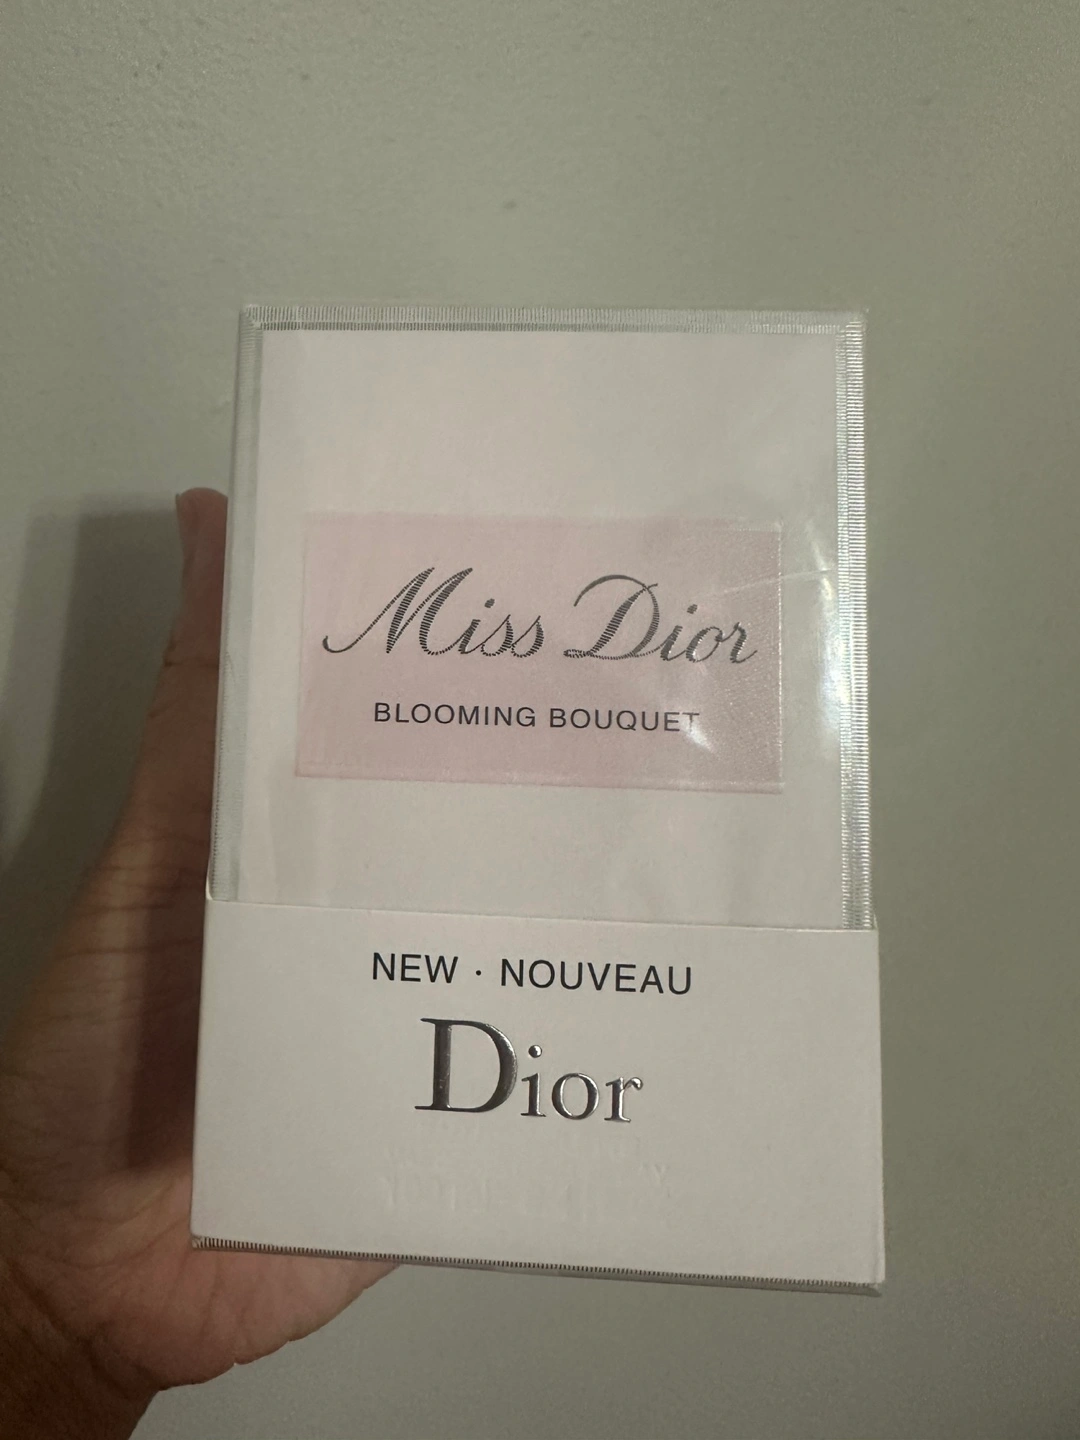 Miss Dior
BLOOMING BOUQUET
NEW · NOUVEAU
Dior